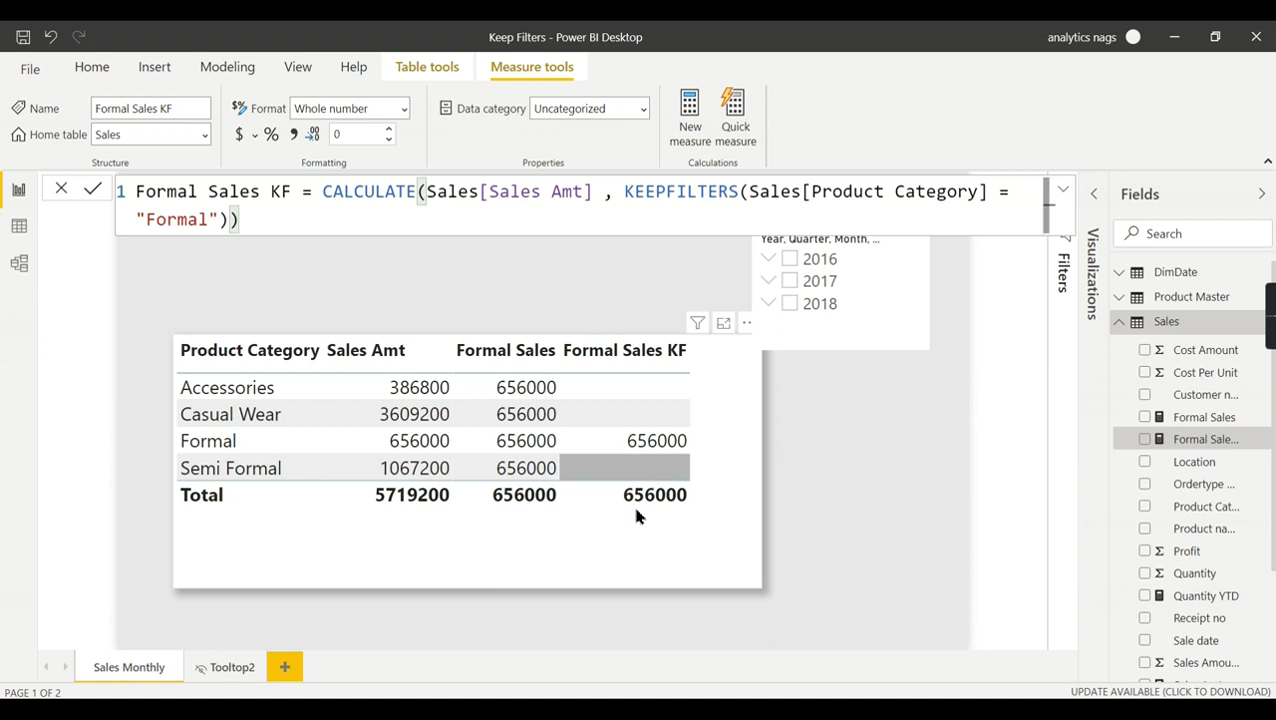 Keep Filters - Power BI Desktop
analytics nags
File
Home
Insert
Modeling
View
Help
Table tools
Measure tools
Name
Formal Sales KF
Home table
Sales
Structure
Format
Whole number
$
%
0
Formatting
Data category
Uncategorized
Properties
New measure
Quick measure
Calculations
1 Formal Sales KF = CALCULATE(Sales[Sales Amt] , KEEPFILTERS(Sales[Product Category] =
"Formal"))
Year, Quarter, Month, ...
2016
2017
2018
Product Category Sales Amt Formal Sales Formal Sales KF
Accessories 386800 656000
Casual Wear 3609200 656000
Formal 656000 656000 656000
Semi Formal 1067200 656000
Total 5719200 656000 656000
Filters
Visualizations
Fields
Search
DimDate
Product Master
Sales
Cost Amount
Cost Per Unit
Customer n...
Formal Sales
Formal Sale...
Location
Ordertype ...
Product Cat...
Product na...
Profit
Quantity
Quantity YTD
Receipt no
Sale date
Sales Amou...
Sales Monthly
Tooltop2
+
PAGE 1 OF 2
UPDATE AVAILABLE (CLICK TO DOWNLOAD)